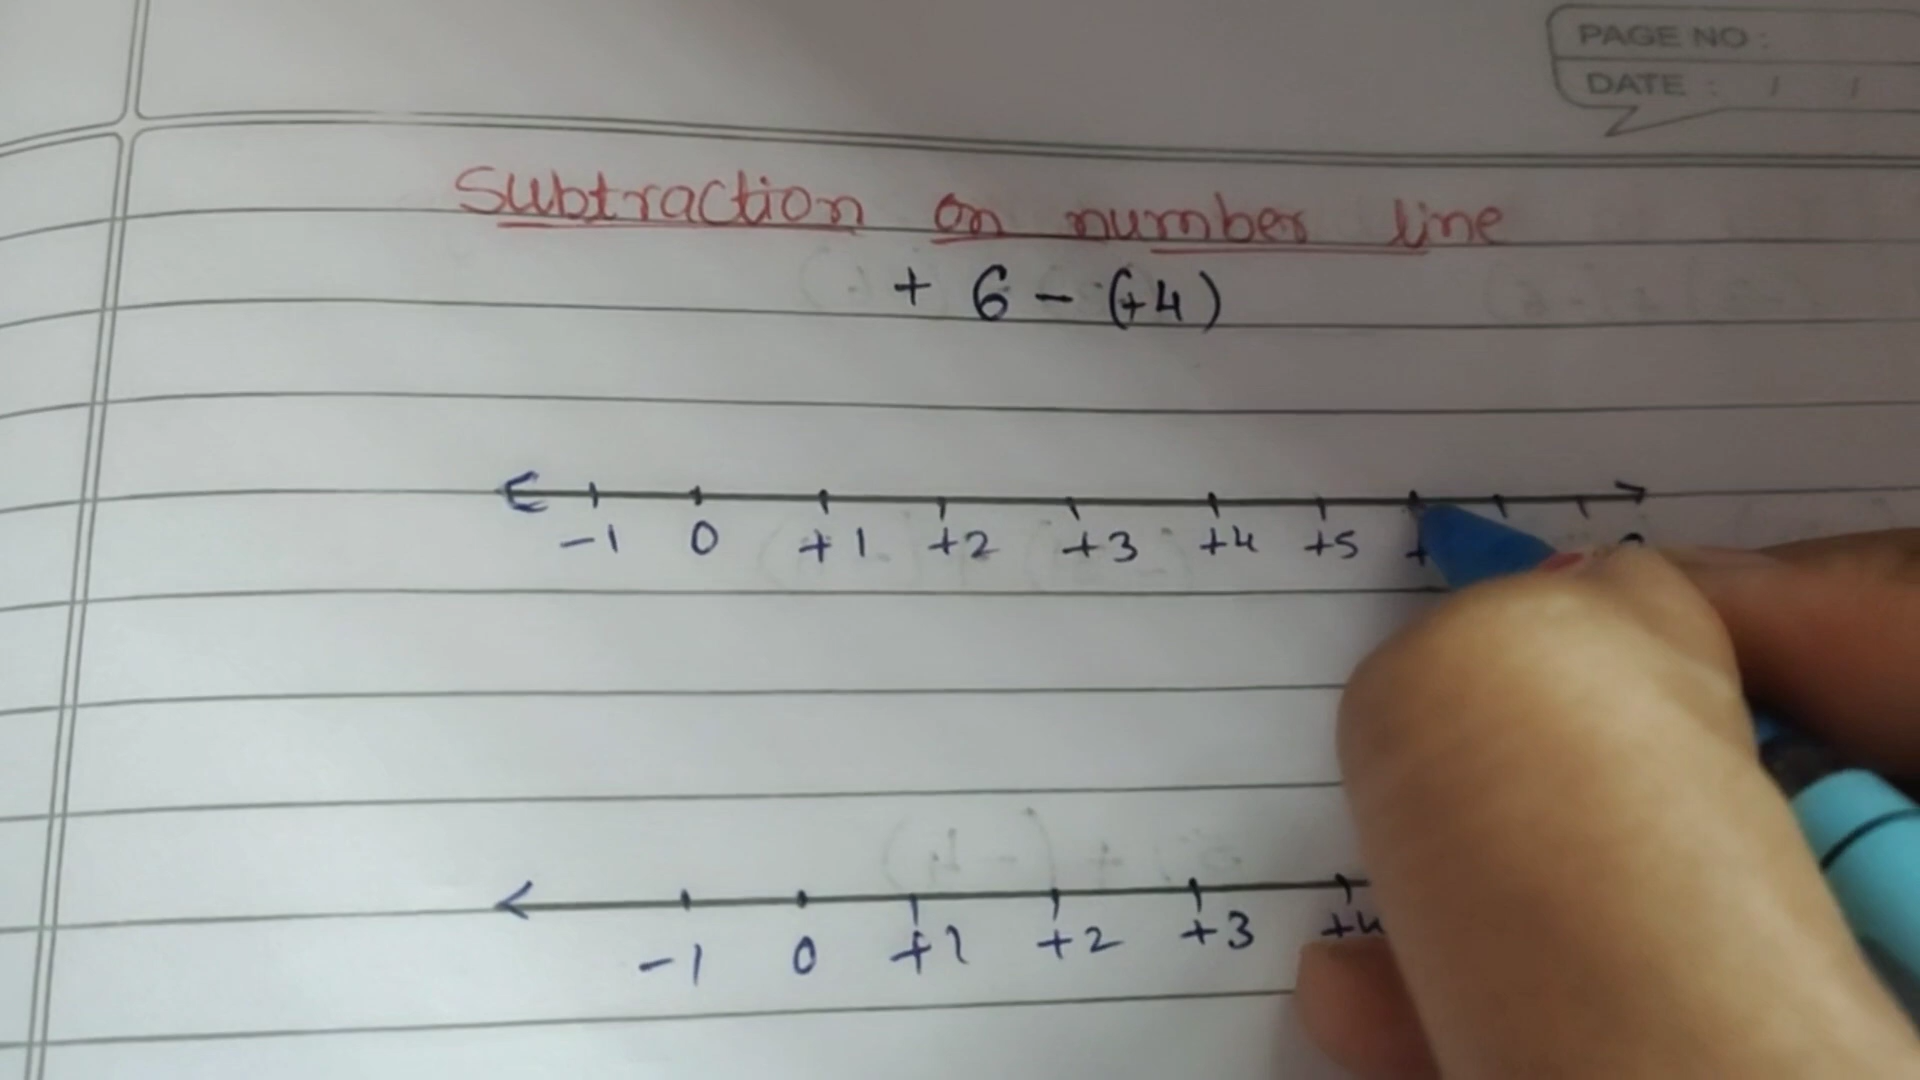 PAGE NO :
DATE : / /
Subtraction on number line
+ 6 - (+4)
-1 0 +1 +2 +3 +4 +5
-1 0 +1 +2 +3 +4